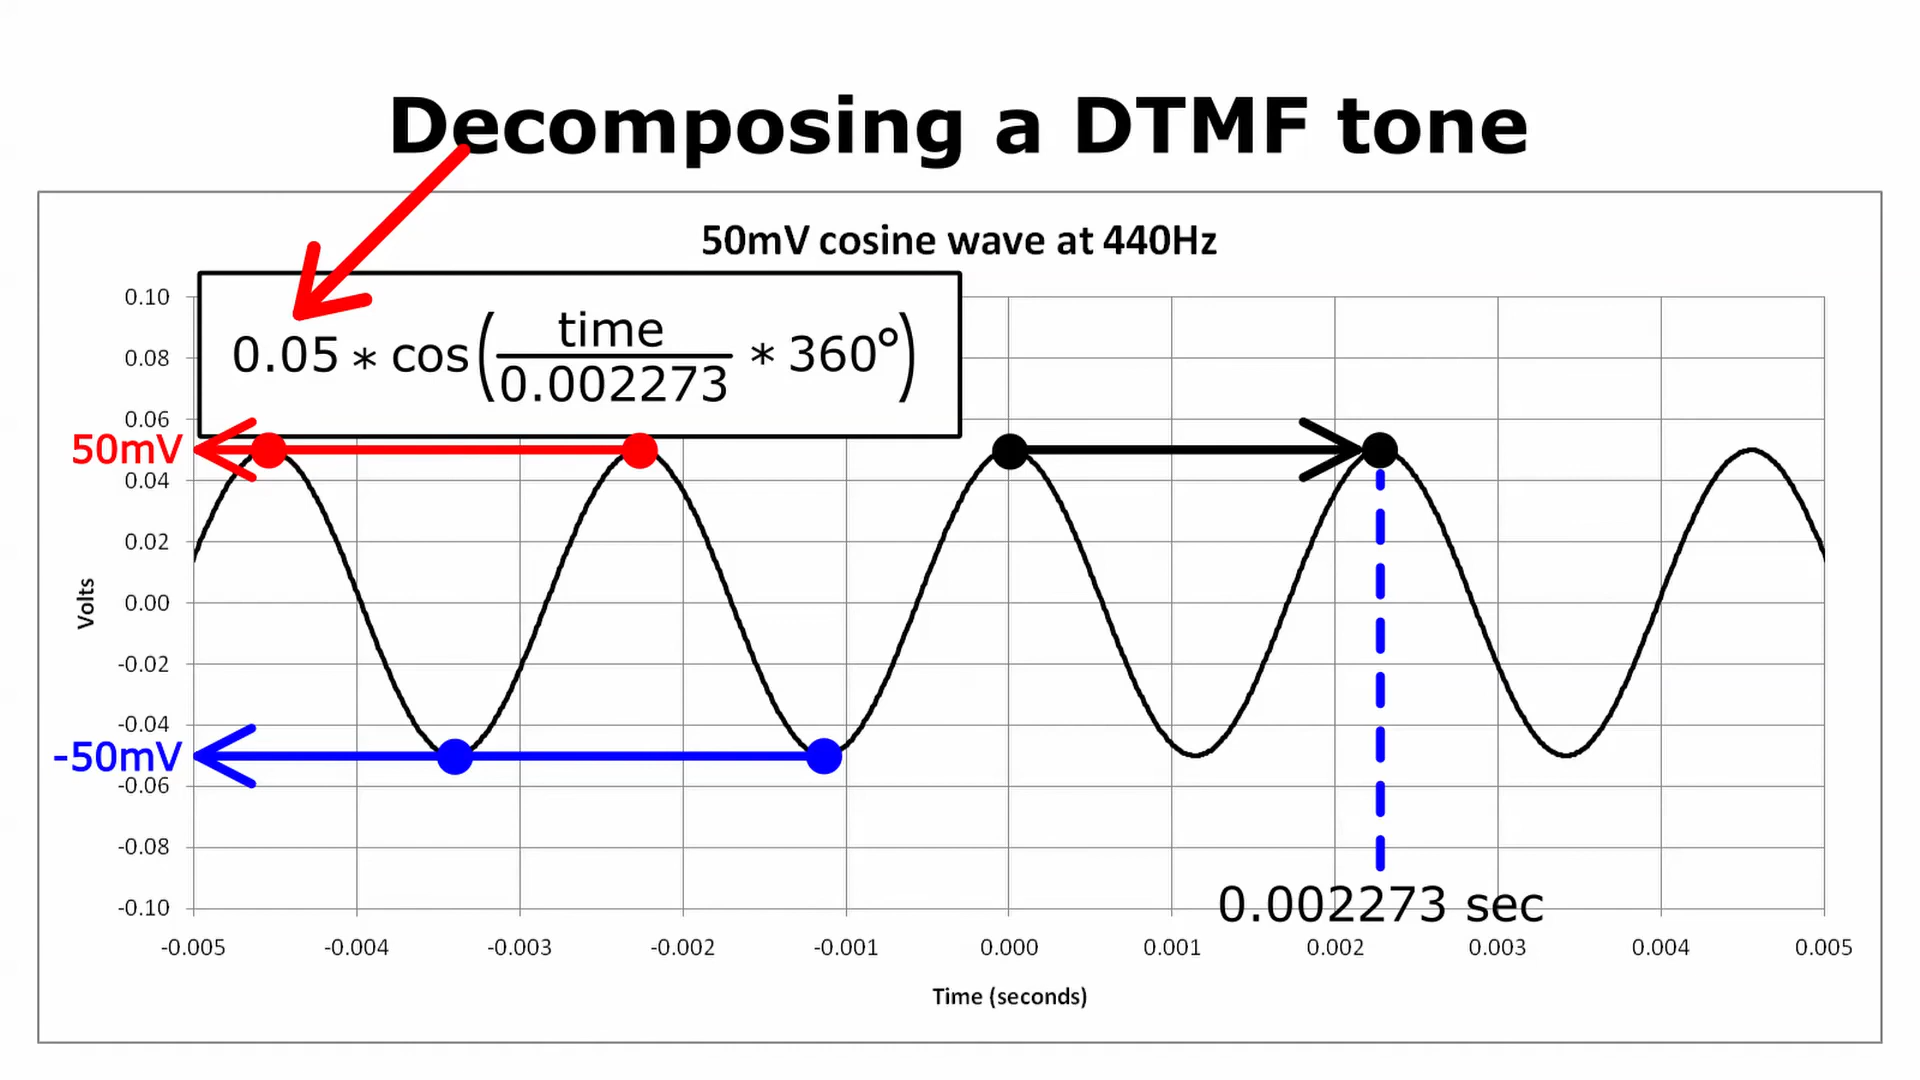 Decomposing a DTMF tone
50mV cosine wave at 440Hz
0.05 * cos(time/0.002273 * 360°)
0.10
0.08
0.06
50mV
0.04
0.02
0.00
Volts
-0.02
-0.04
-50mV
-0.06
-0.08
-0.10
0.002273 sec
-0.005 -0.004 -0.003 -0.002 -0.001 0.000 0.001 0.002 0.003 0.004 0.005
Time (seconds)